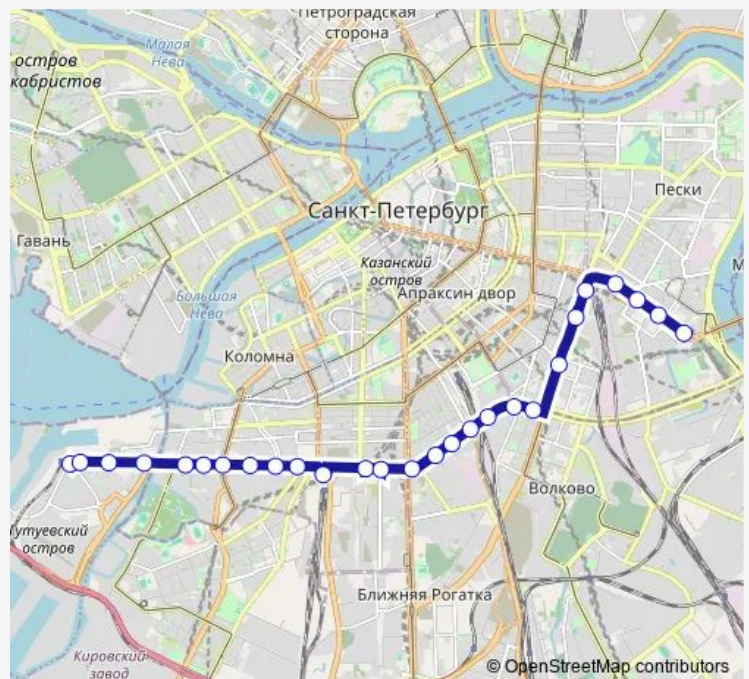 Петроградская
сторона
Малая
Нева
остров
кабристов
Пески
Санкт-Петербург
Гавань
Казанский
остров
М
Большая
Нева
Апраксин двор
Коломна
Волково
Гутуевский
остров
Ближняя Рогатка
Кировский
завод
© OpenStreetMap contributors